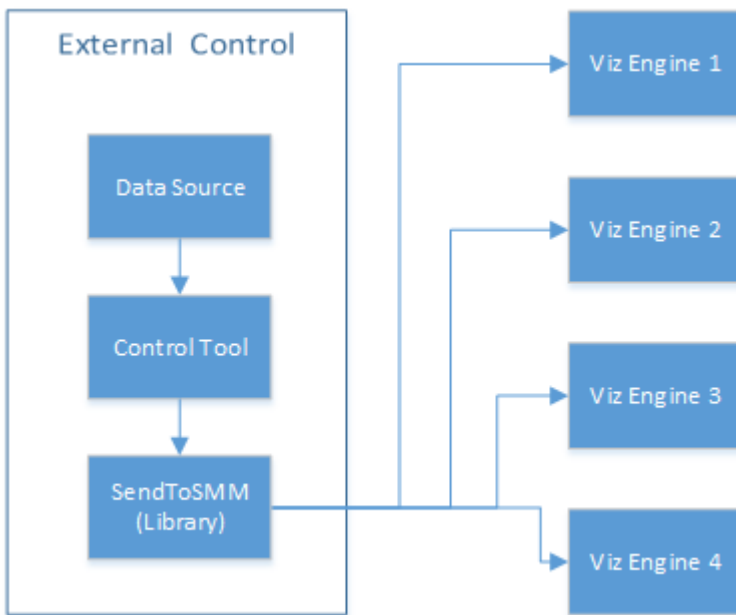 External Control
Data Source
Control Tool
SendToSMM
(Library)
Viz Engine 1
Viz Engine 2
Viz Engine 3
Viz Engine 4